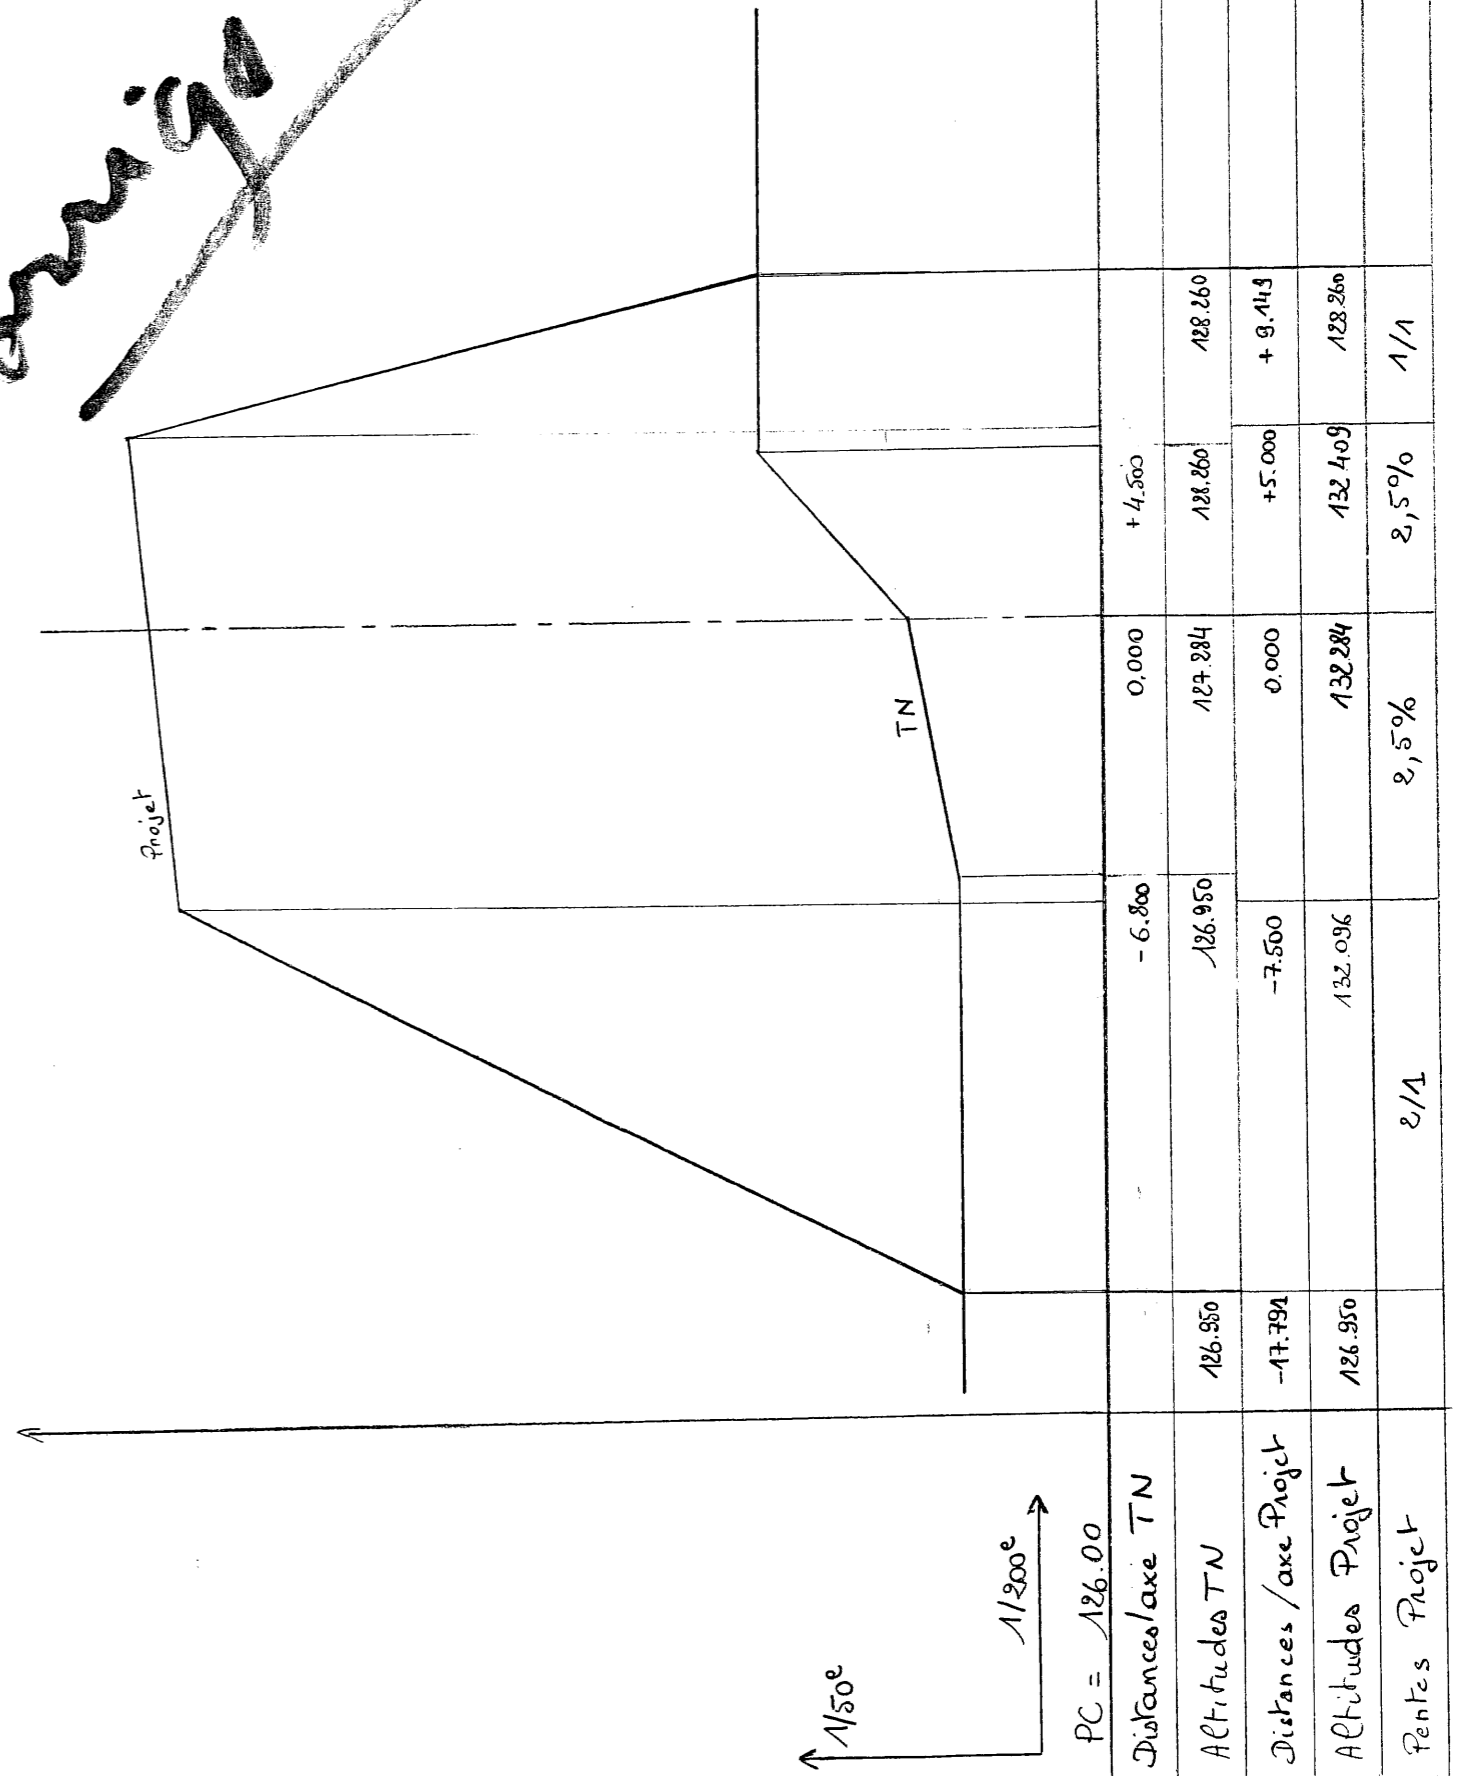 Projet
TN
1/50e
1/200e
PC = 126.00
Distances/axe TN -6.800 0.000 +4.500
Altitudes TN 126.950 126.950 127.284 128.260 128.260
Distances/axe Projet -17.791 -7.500 0.000 +5.000 +9.149
Altitudes Projet 126.950 132.096 132.284 132.409 128.260
Pentes Projet 2/1 2,5% 2,5% 1/1